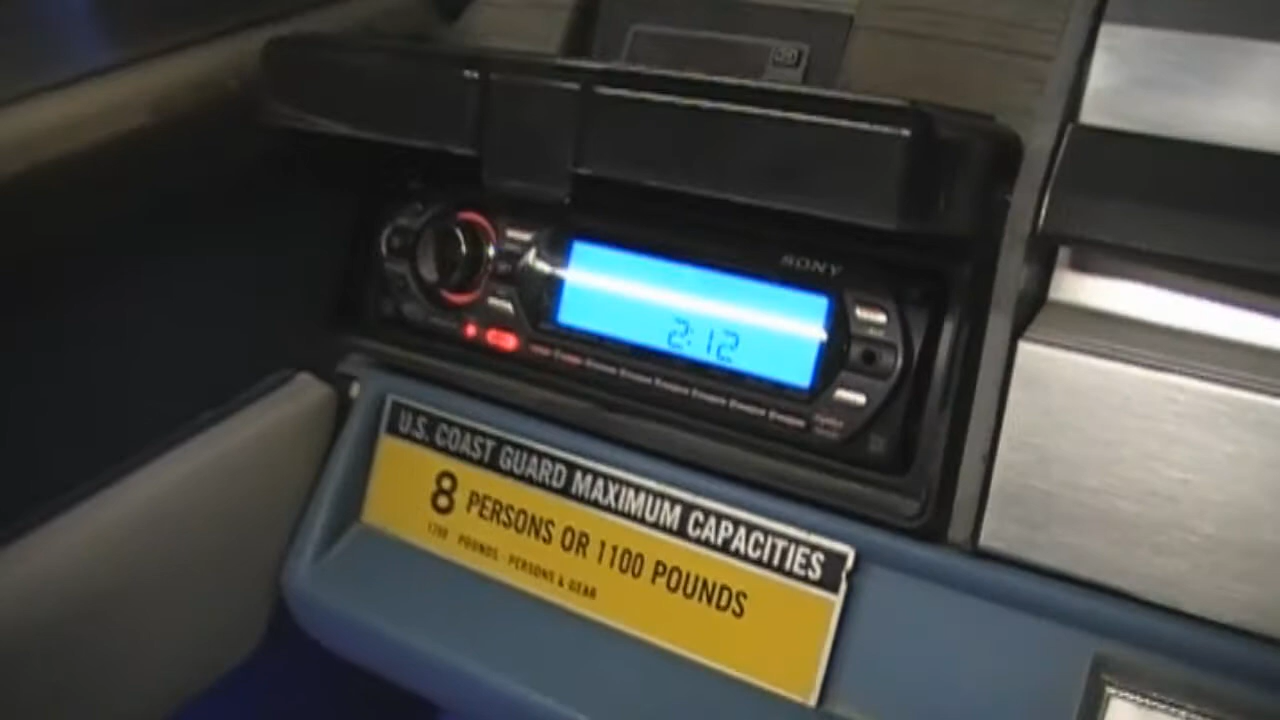 SONY
2:12
U.S. COAST GUARD MAXIMUM CAPACITIES
8 PERSONS OR 1100 POUNDS
POUNDS - PERSONS & GEAR